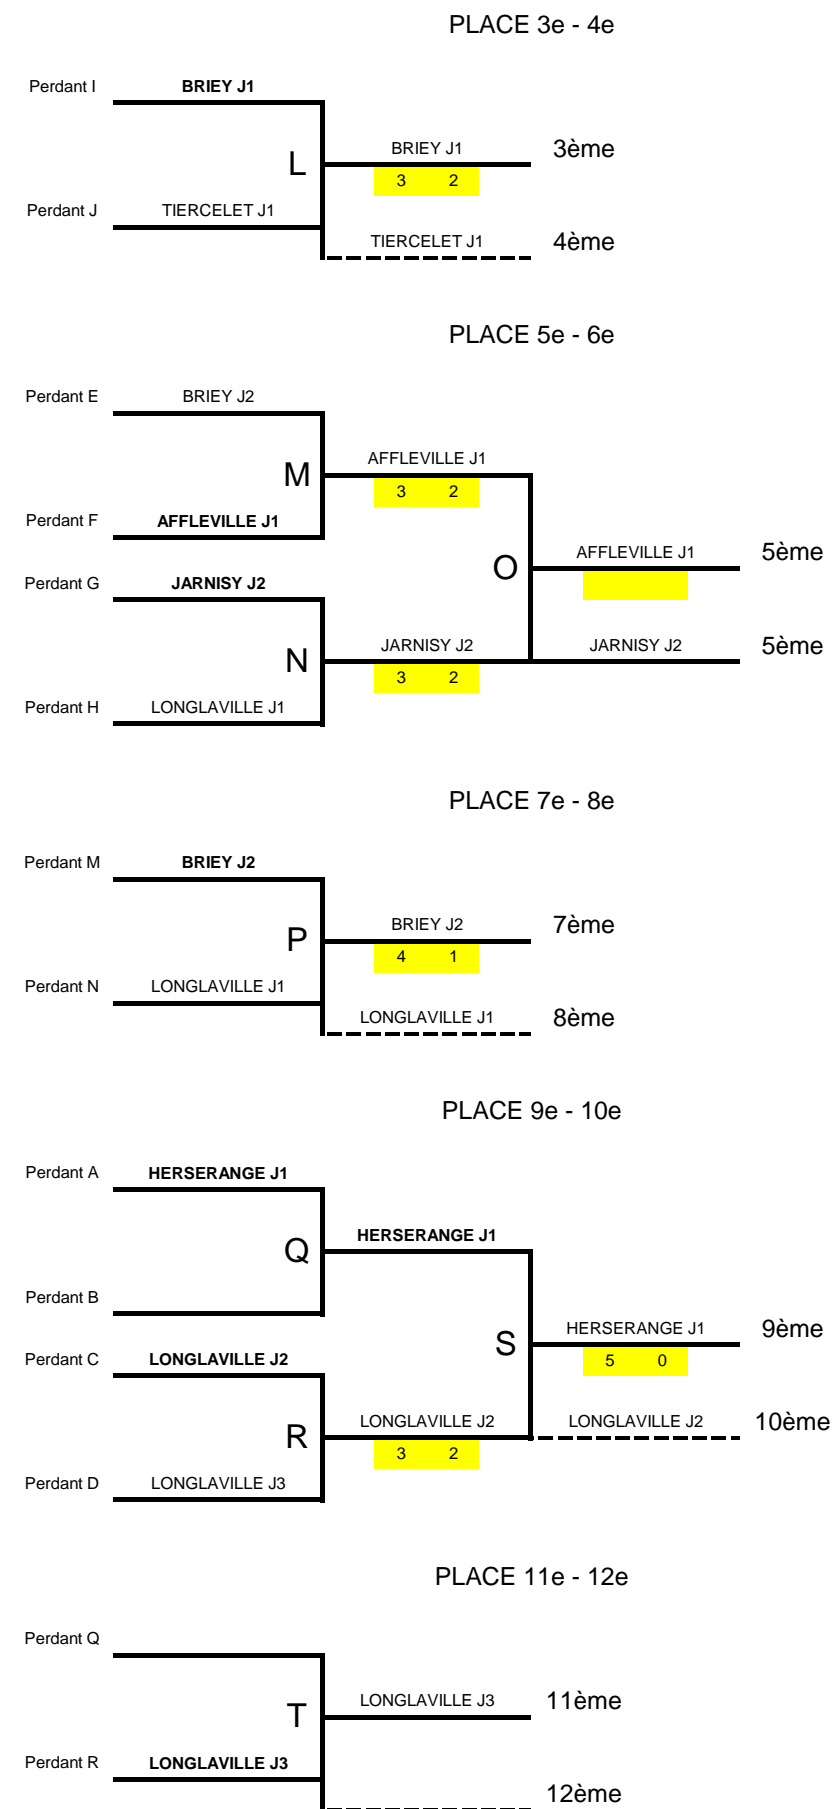 PLACE 3e - 4e
Perdant I BRIEY J1
L BRIEY J1 3ème
3 2
Perdant J TIERCELET J1
TIERCELET J1 4ème
PLACE 5e - 6e
Perdant E BRIEY J2
M AFFLEVILLE J1
3 2
Perdant F AFFLEVILLE J1
O AFFLEVILLE J1 5ème
Perdant G JARNISY J2
N JARNISY J2 JARNISY J2 5ème
3 2
Perdant H LONGLAVILLE J1
PLACE 7e - 8e
Perdant M BRIEY J2
P BRIEY J2 7ème
4 1
Perdant N LONGLAVILLE J1
LONGLAVILLE J1 8ème
PLACE 9e - 10e
Perdant A HERSERANGE J1
Q HERSERANGE J1
Perdant B
S HERSERANGE J1 9ème
Perdant C LONGLAVILLE J2 5 0
R LONGLAVILLE J2 LONGLAVILLE J2 10ème
3 2
Perdant D LONGLAVILLE J3
PLACE 11e - 12e
Perdant Q
T LONGLAVILLE J3 11ème
Perdant R LONGLAVILLE J3
12ème